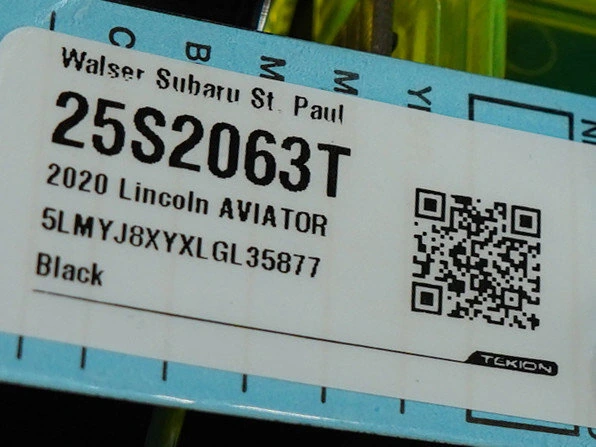 Walser Subaru St. Paul
25S2063T
2020 Lincoln AVIATOR
5LMYJ8XYXLGL35877
Black
TEKION